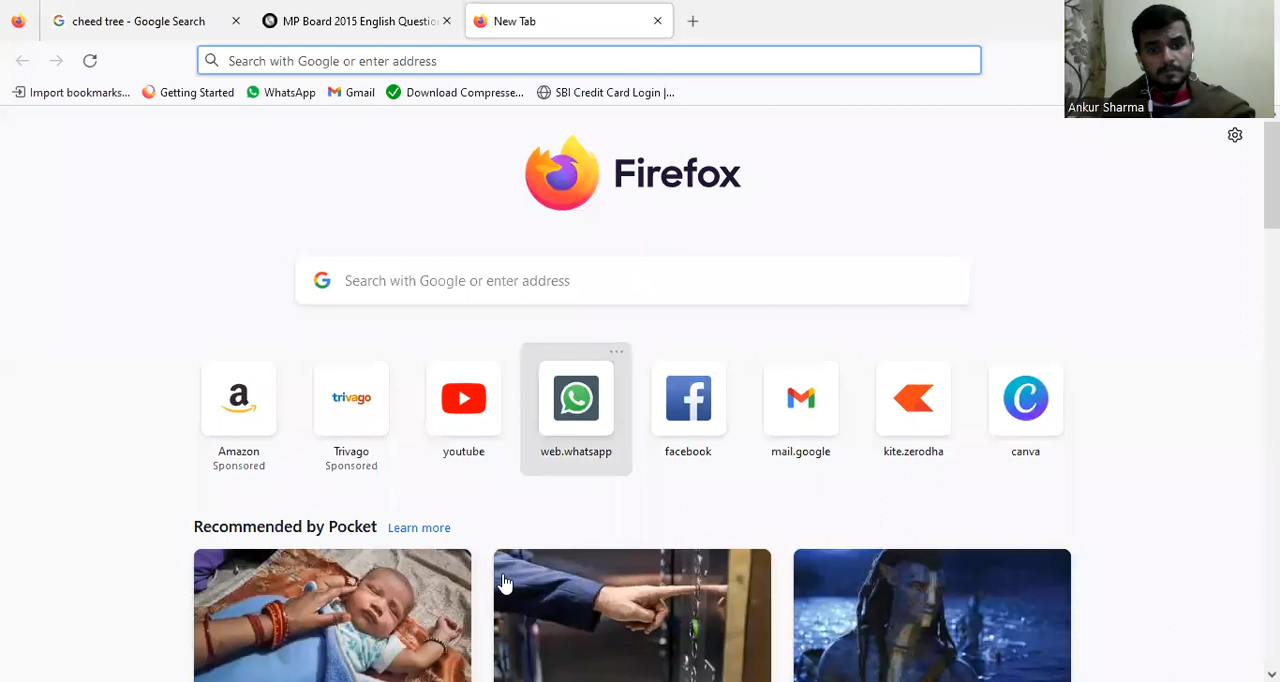 cheed tree - Google Search
MP Board 2015 English Questio
New Tab
Search with Google or enter address
Import bookmarks...
Getting Started
WhatsApp
Gmail
Download Compresse...
SBI Credit Card Login |...
Ankur Sharma
Firefox
Search with Google or enter address
a
trivago
Amazon
Sponsored
Trivago
Sponsored
youtube
web.whatsapp
facebook
mail.google
kite.zerodha
canva
Recommended by Pocket Learn more